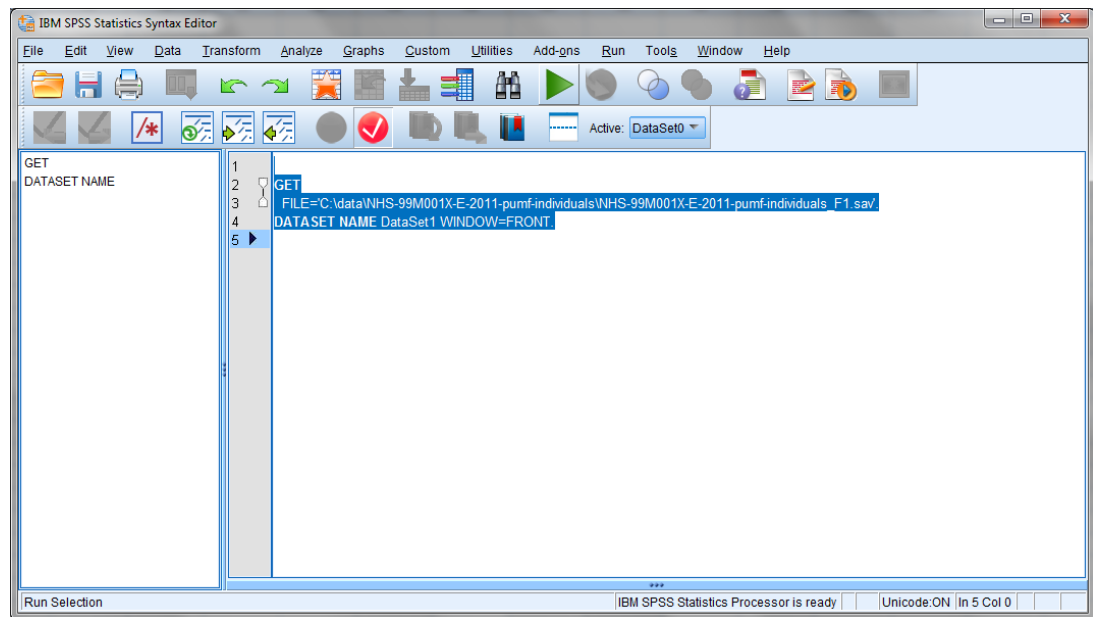 IBM SPSS Statistics Syntax Editor
File Edit View Data Transform Analyze Graphs Custom Utilities Add-ons Run Tools Window Help
Active: DataSet0
GET
DATASET NAME
1
2 GET
3 FILE='C:\data\NHS-99M001X-E-2011-pumf-individuals\NHS-99M001X-E-2011-pumf-individuals_F1.sav'.
4 DATASET NAME DataSet1 WINDOW=FRONT.
5
Run Selection
IBM SPSS Statistics Processor is ready Unicode:ON In 5 Col 0